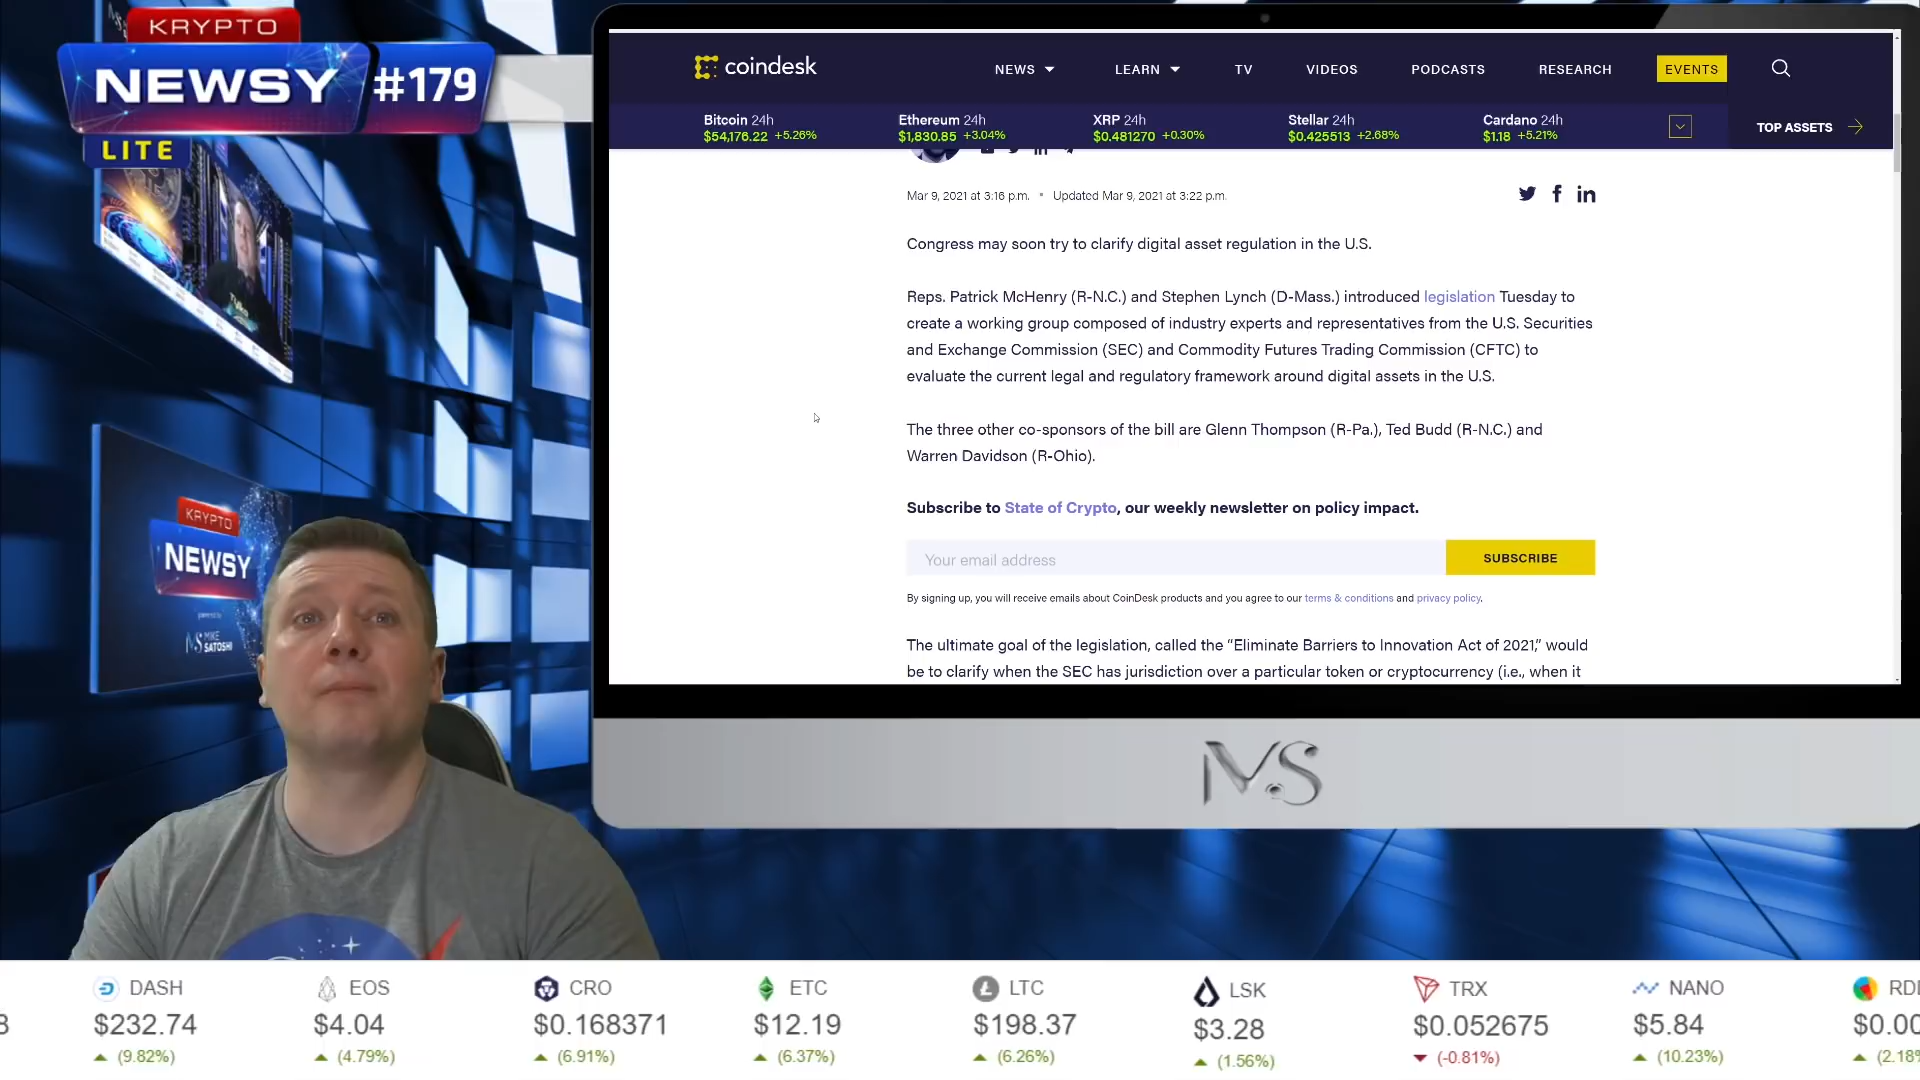 KRYPTO
NEWSY #179
LITE
coindesk
NEWS
LEARN
TV
VIDEOS
PODCASTS
RESEARCH
EVENTS
Bitcoin 24h
$54,176.22 +5.26%
Ethereum 24h
$1,830.85 +3.04%
XRP 24h
$0.481270 +0.30%
Stellar 24h
$0.425513 +2.68%
Cardano 24h
$1.18 +5.21%
TOP ASSETS
Mar 9, 2021 at 3:16 p.m. • Updated Mar 9, 2021 at 3:22 p.m.
Congress may soon try to clarify digital asset regulation in the U.S.
Reps. Patrick McHenry (R-N.C.) and Stephen Lynch (D-Mass.) introduced legislation Tuesday to
create a working group composed of industry experts and representatives from the U.S. Securities
and Exchange Commission (SEC) and Commodity Futures Trading Commission (CFTC) to
evaluate the current legal and regulatory framework around digital assets in the U.S.
The three other co-sponsors of the bill are Glenn Thompson (R-Pa.), Ted Budd (R-N.C.) and
Warren Davidson (R-Ohio).
Subscribe to State of Crypto, our weekly newsletter on policy impact.
Your email address
SUBSCRIBE
By signing up, you will receive emails about CoinDesk products and you agree to our terms & conditions and privacy policy.
The ultimate goal of the legislation, called the “Eliminate Barriers to Innovation Act of 2021,” would
be to clarify when the SEC has jurisdiction over a particular token or cryptocurrency (i.e., when it
KRYPTO
NEWSY
powered by
MS MIKE
SATOSHI
MS
DASH
$232.74
(9.82%)
EOS
$4.04
(4.79%)
CRO
$0.168371
(6.91%)
ETC
$12.19
(6.37%)
LTC
$198.37
(6.26%)
LSK
$3.28
(1.56%)
TRX
$0.052675
(-0.81%)
NANO
$5.84
(10.23%)
$0.00
(2.18%